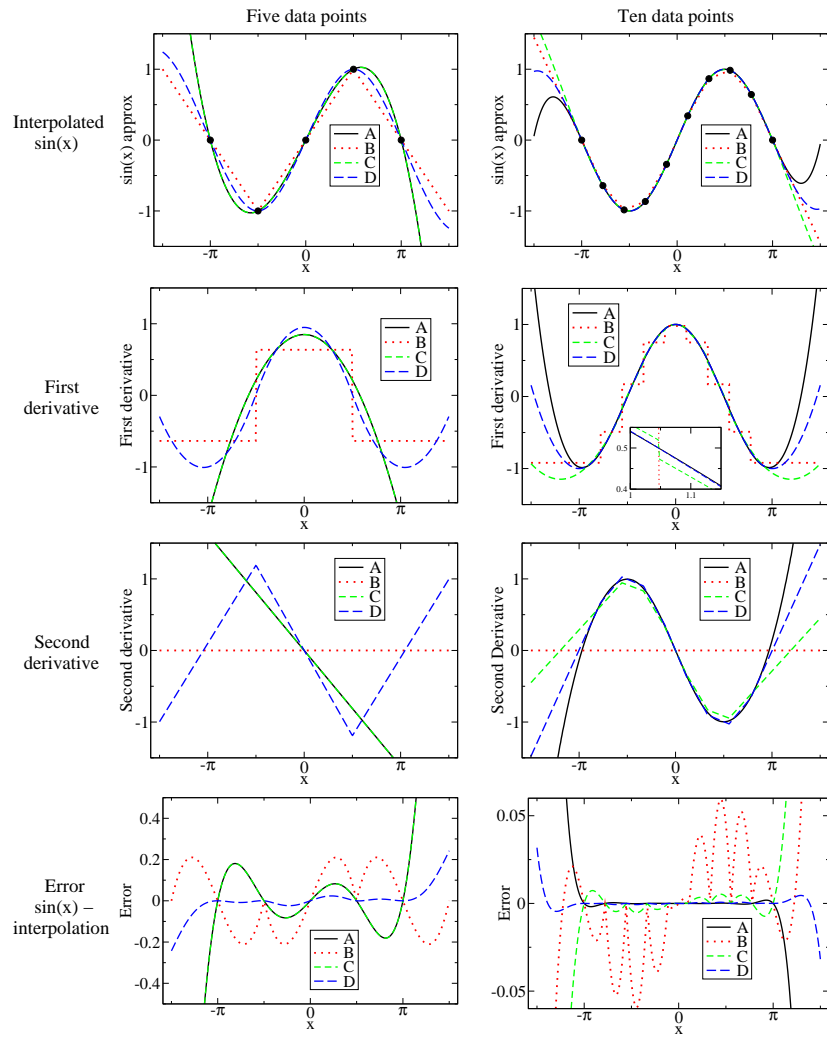 Five data points
Ten data points
Interpolated
sin(x)
sin(x) approx
1
0
-1
-π
0
π
x
A
B
C
D
sin(x) approx
1
0
-1
-π
0
π
x
A
B
C
D
First
derivative
First derivative
1
0
-1
-π
0
π
x
A
B
C
D
First derivative
1
0
-1
-π
0
π
x
A
B
C
D
0.5
0.4
1
1.1
Second
derivative
Second derivative
1
0
-1
-π
0
π
x
A
B
C
D
Second Derivative
1
0
-1
-π
0
π
x
A
B
C
D
Error
sin(x) –
interpolation
Error
0.4
0.2
0
-0.2
-0.4
-π
0
π
x
A
B
C
D
Error
0.05
0
-0.05
-π
0
π
x
A
B
C
D